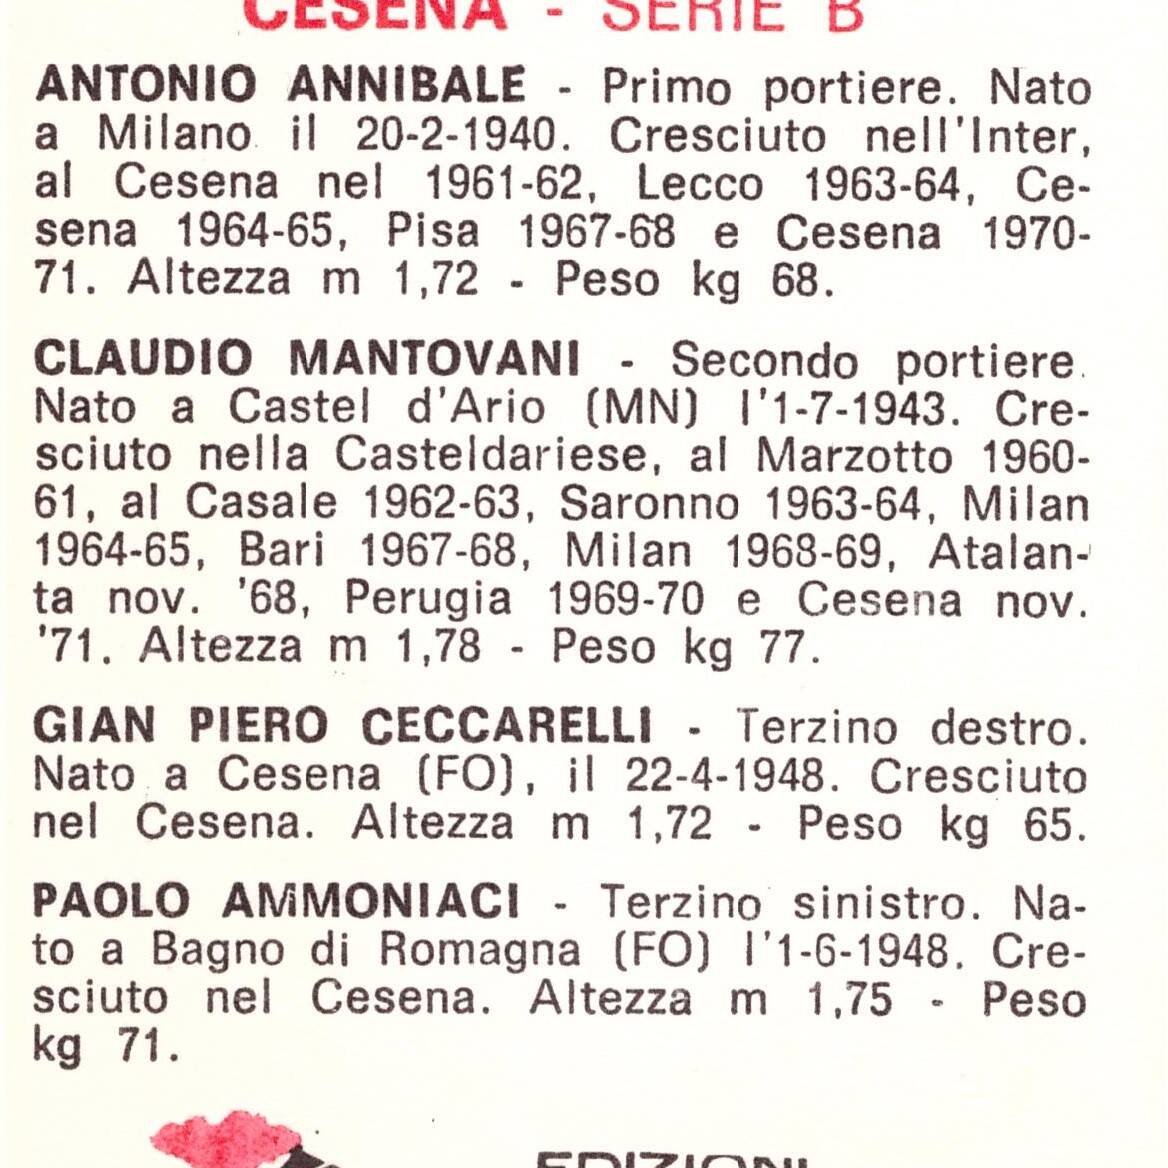 CESENA - SERIE B
ANTONIO ANNIBALE - Primo portiere. Nato
a Milano il 20-2-1940. Cresciuto nell'Inter,
al Cesena nel 1961-62, Lecco 1963-64, Ce-
sena 1964-65, Pisa 1967-68 e Cesena 1970-
71. Altezza m 1,72 - Peso kg 68.
CLAUDIO MANTOVANI - Secondo portiere.
Nato a Castel d'Ario (MN) l'1-7-1943. Cre-
sciuto nella Casteldariese, al Marzotto 1960-
61, al Casale 1962-63, Saronno 1963-64, Milan
1964-65, Bari 1967-68, Milan 1968-69, Atalan-
ta nov. '68, Perugia 1969-70 e Cesena nov.
'71. Altezza m 1,78 - Peso kg 77.
GIAN PIERO CECCARELLI - Terzino destro.
Nato a Cesena (FO), il 22-4-1948. Cresciuto
nel Cesena. Altezza m 1,72 - Peso kg 65.
PAOLO AMMONIACI - Terzino sinistro. Na-
to a Bagno di Romagna (FO) l'1-6-1948. Cre-
sciuto nel Cesena. Altezza m 1,75 - Peso
kg 71.
EDIZIONI